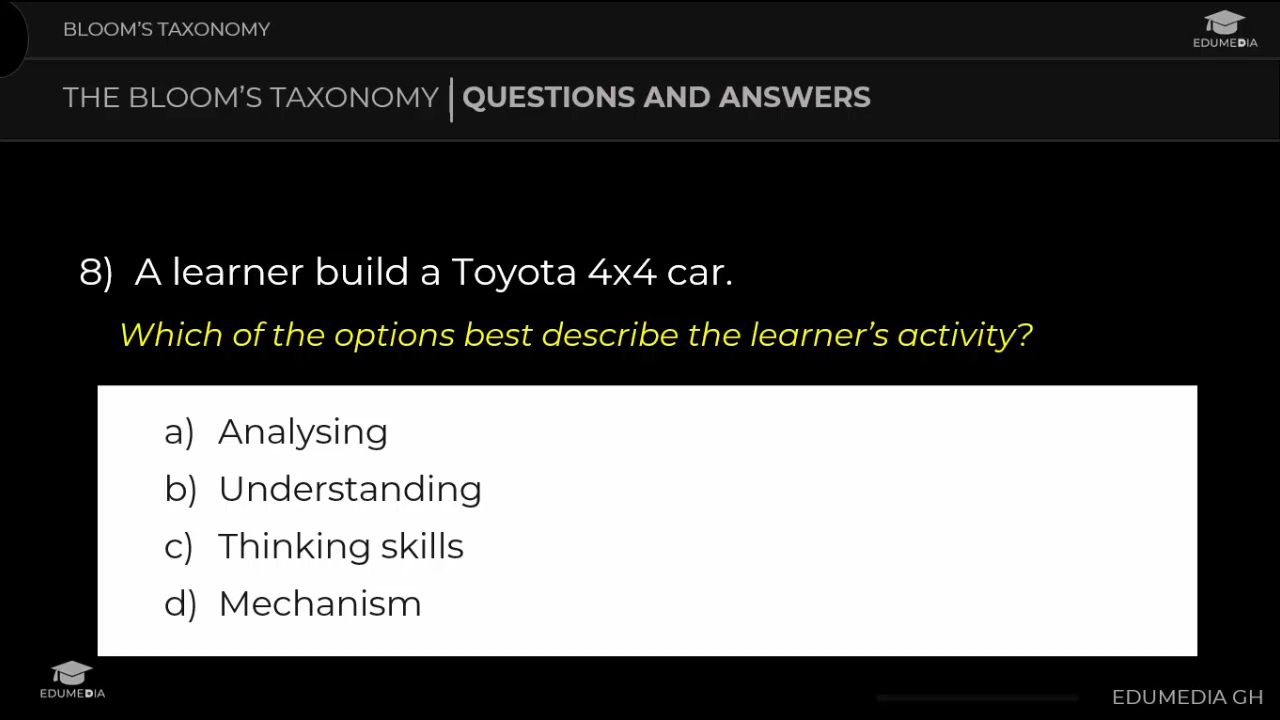 BLOOM'S TAXONOMY
EDUMEDIA
THE BLOOM'S TAXONOMY | QUESTIONS AND ANSWERS
8) A learner build a Toyota 4x4 car.
Which of the options best describe the learner's activity?
a) Analysing
b) Understanding
c) Thinking skills
d) Mechanism
EDUMEDIA
EDUMEDIA GH